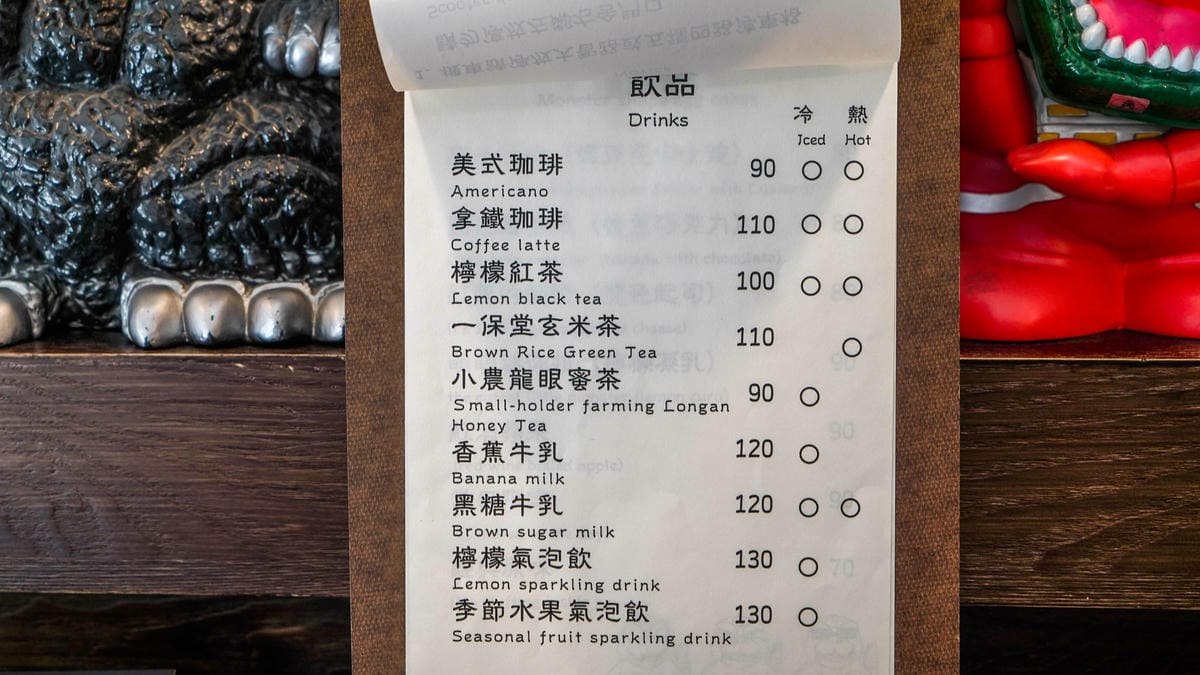 飲品
Drinks
冷 熱
Iced Hot
美式珈琲 90 ○ ○
Americano
拿鐵珈琲 110 ○ ○
Coffee latte
檸檬紅茶 100 ○ ○
Lemon black tea
一保堂玄米茶 110 ○
Brown Rice Green Tea
小農龍眼蜜茶 90 ○
Small-holder farming Longan
Honey Tea
香蕉牛乳 120 ○
Banana milk
黑糖牛乳 120 ○ ○
Brown sugar milk
檸檬氣泡飲 130 ○
Lemon sparkling drink
季節水果氣泡飲 130 ○
Seasonal fruit sparkling drink